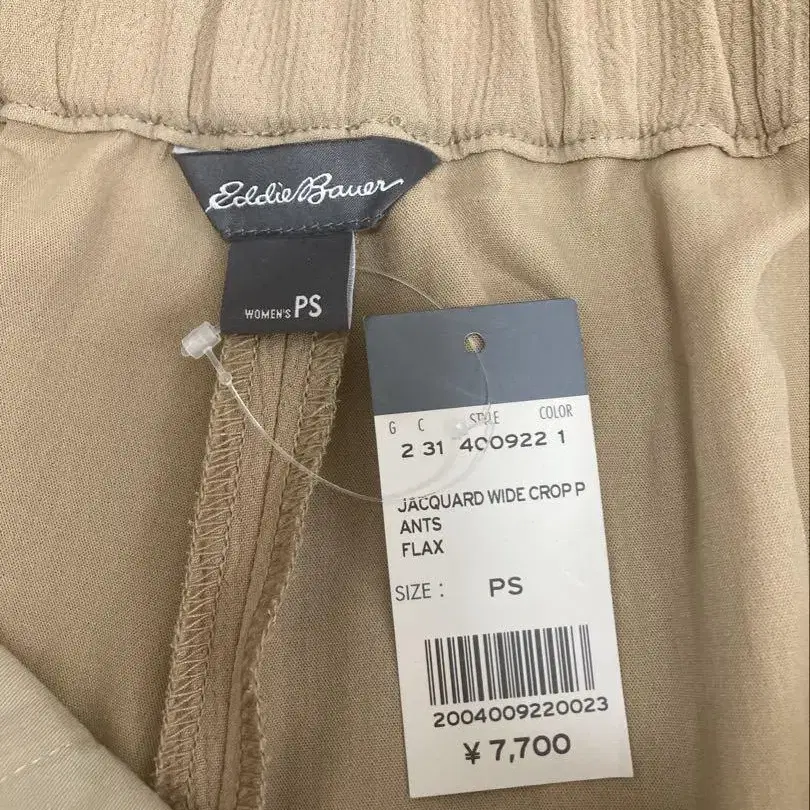 Eddie Bauer
WOMEN'S PS
G C STYLE COLOR
2 31 400922 1
JACQUARD WIDE CROP P
ANTS
FLAX
SIZE : PS
2004009220023
¥ 7,700